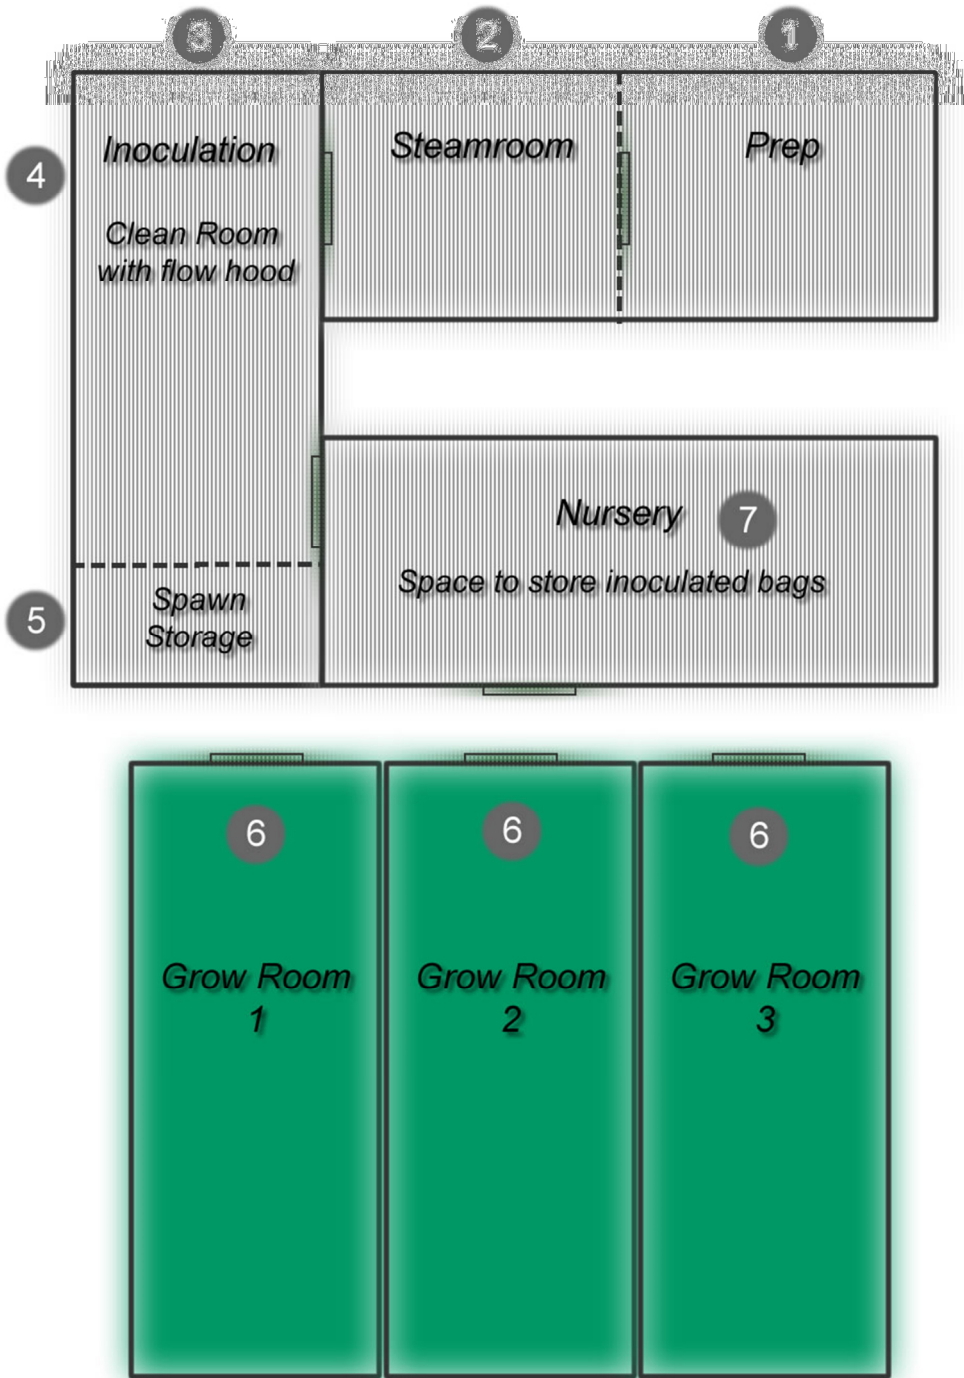 3 2 1
Inoculation
Steamroom
Prep
4
Clean Room
with flow hood
Nursery 7
Space to store inoculated bags
5
Spawn
Storage
6 6 6
Grow Room
1
Grow Room
2
Grow Room
3